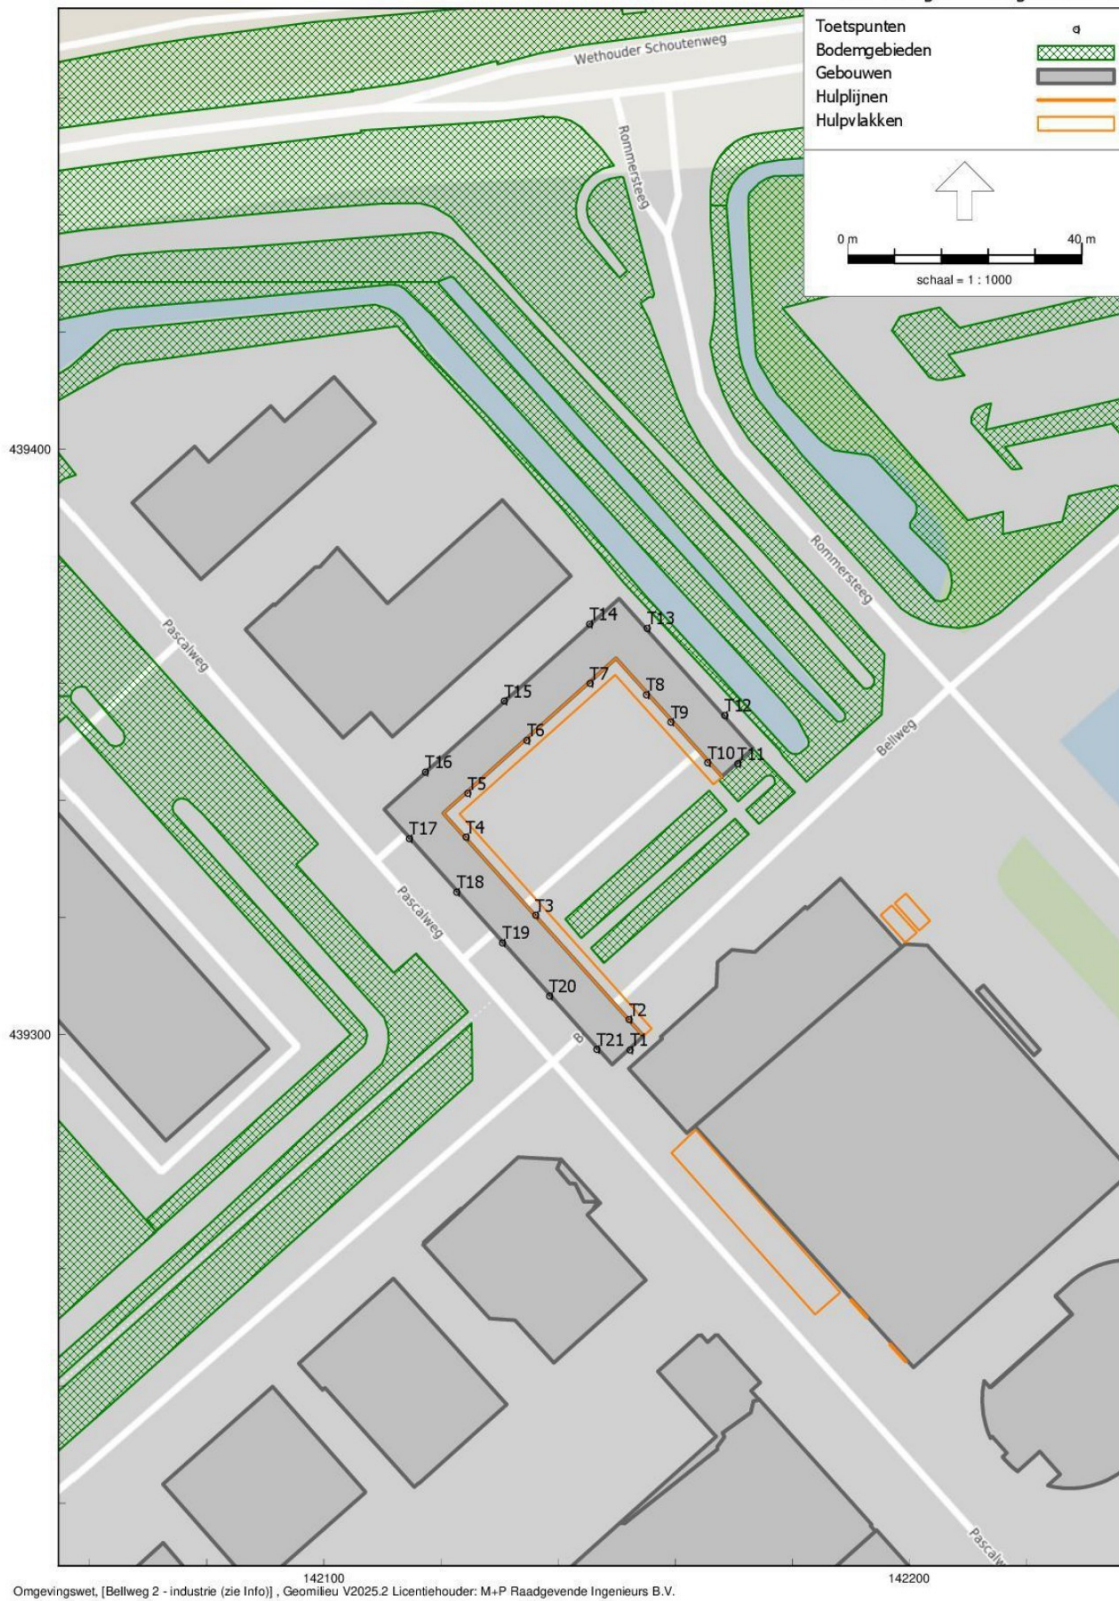 Toetspunten
Bodemgebieden
Gebouwen
Hulplijnen
Hulpvlakken
0 m
40 m
schaal = 1 : 1000
Wethouder Schoutenweg
Rommersteeg
439400
Rommersteeg
Pascalweg
T14
T13
T7
T8
T15
T12
T9
T6
Bellweg
T10
T11
T16
T5
T17
T4
T18
Pascalweg
T3
T19
T20
T2
439300
B
T21
T1
Pascalw
142100
142200
Omgevingswet, [Bellweg 2 - industrie (zie Info)] , Geomilieu V2025.2 Licentiehouder: M+P Raadgevende Ingenieurs B.V.